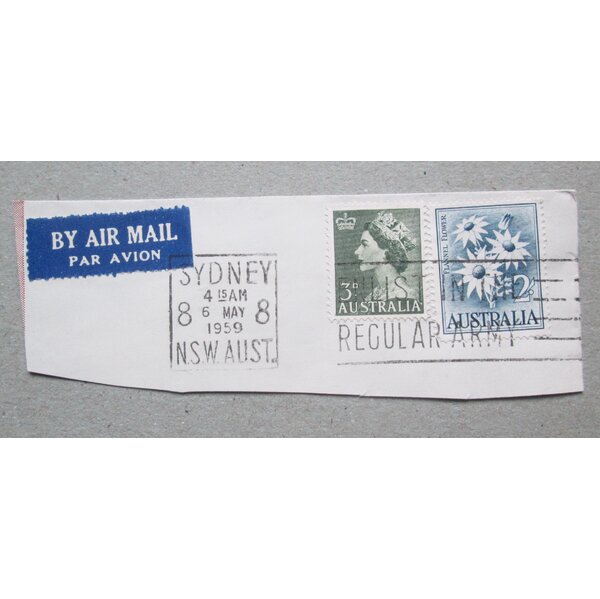 BY AIR MAIL
PAR AVION
SYDNEY
4 15 AM
8 6 MAY 8
1959
N.S.W. AUST.
3D
AUSTRALIA
FLANNEL FLOWER
2/-
AUSTRALIA
REGULAR ARMY